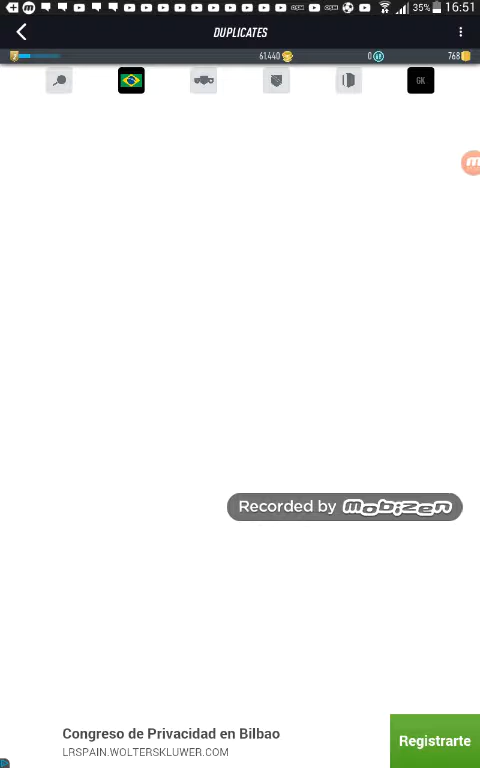 35% 16:51
DUPLICATES
61.440 0 768
GK
m
Recorded by mobizen
Congreso de Privacidad en Bilbao
LRSPAIN.WOLTERSKLUWER.COM
Registrarte